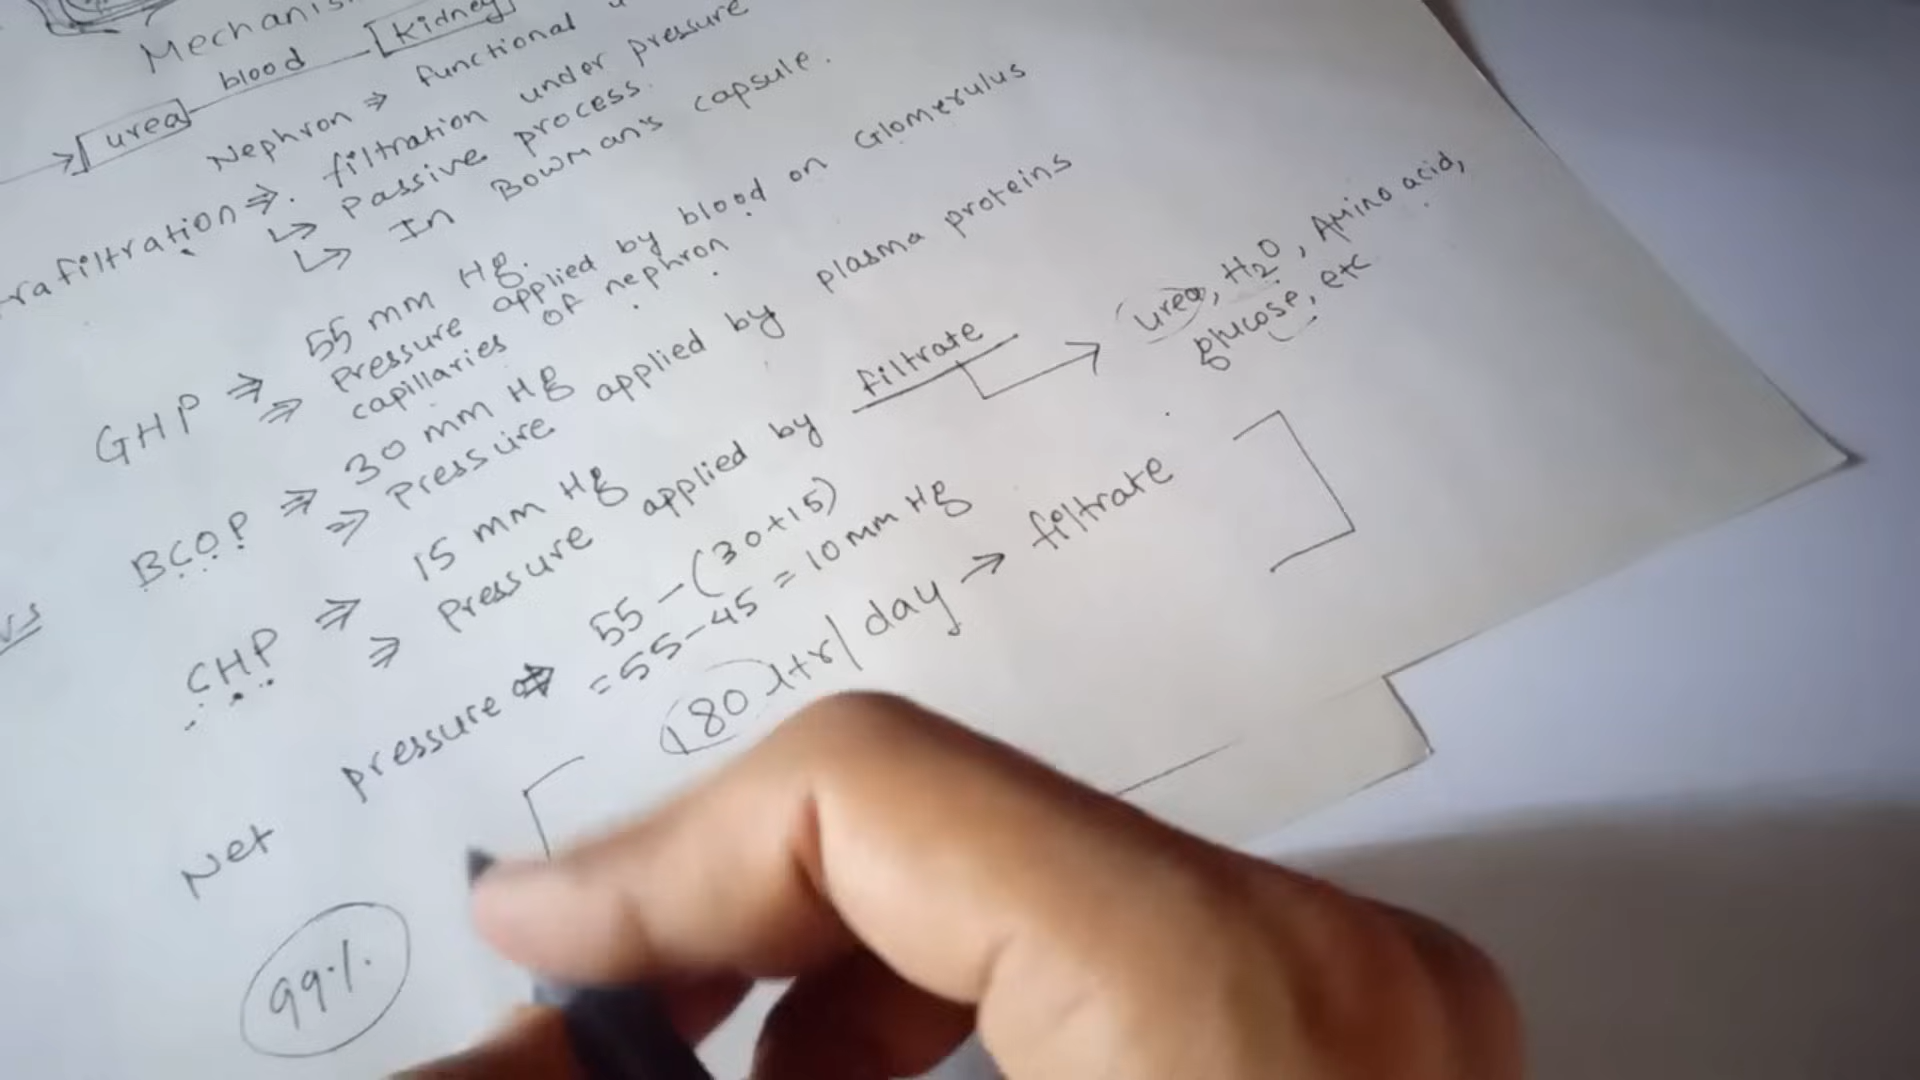 blood [kidney]
[urea]
Nephron ⇒ functional
rafiltration ⇒ filtration under pressure
↳ passive process.
↳ In Bowman's capsule.
GHP ⇒ 55 mm Hg.
⇒ Pressure applied by blood on Glomerulus
capillaries of nephron
BCOP ⇒ 30 mm Hg
⇒ pressure applied by plasma proteins
CHP ⇒ 15 mm Hg
⇒ pressure applied by filtrate → urea, H₂O, Amino acid,
glucose, etc
Net pressure ⇒ 55-(30+15)
= 55-45 = 10 mm Hg
[180 ltr/day → filtrate]
99%